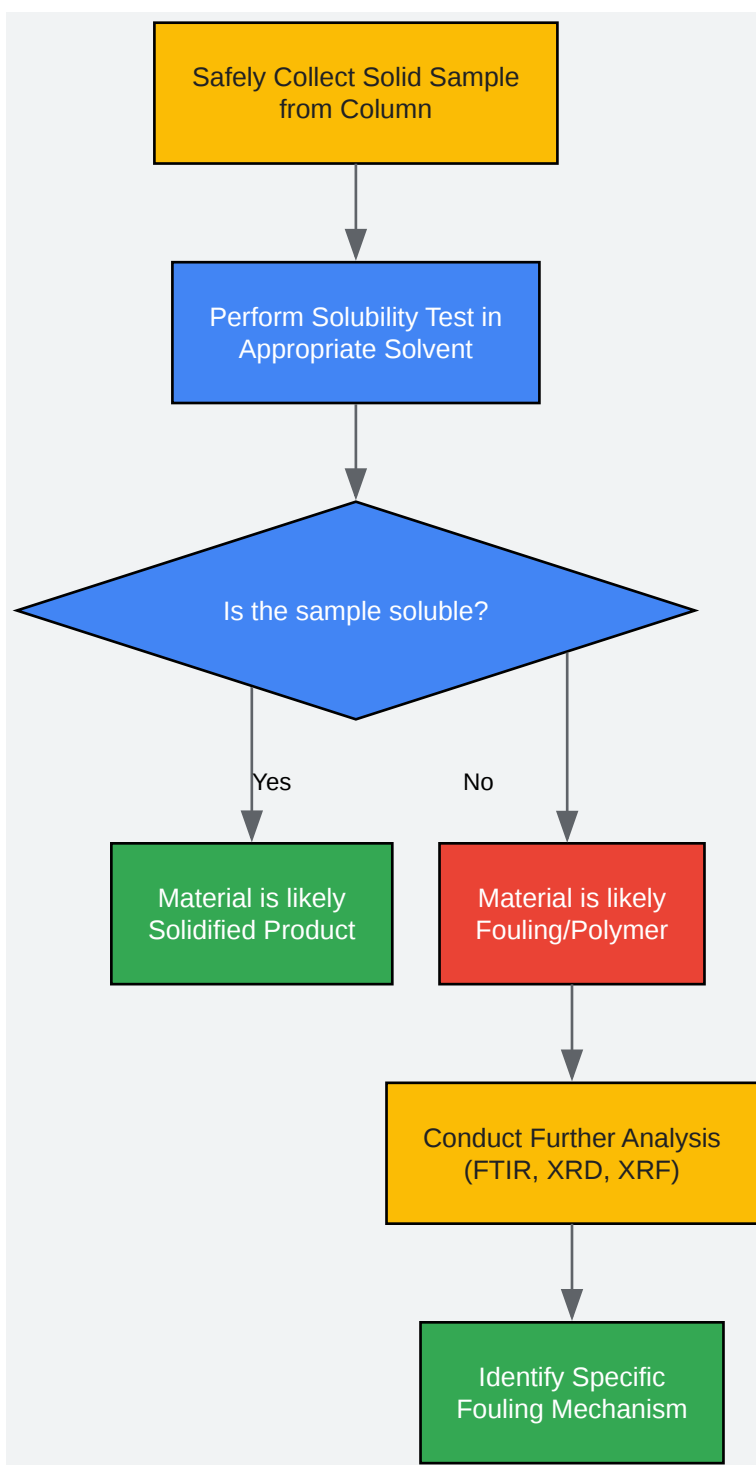 Safely Collect Solid Sample
from Column
Perform Solubility Test in
Appropriate Solvent
Is the sample soluble?
Yes
No
Material is likely
Solidified Product
Material is likely
Fouling/Polymer
Conduct Further Analysis
(FTIR, XRD, XRF)
Identify Specific
Fouling Mechanism